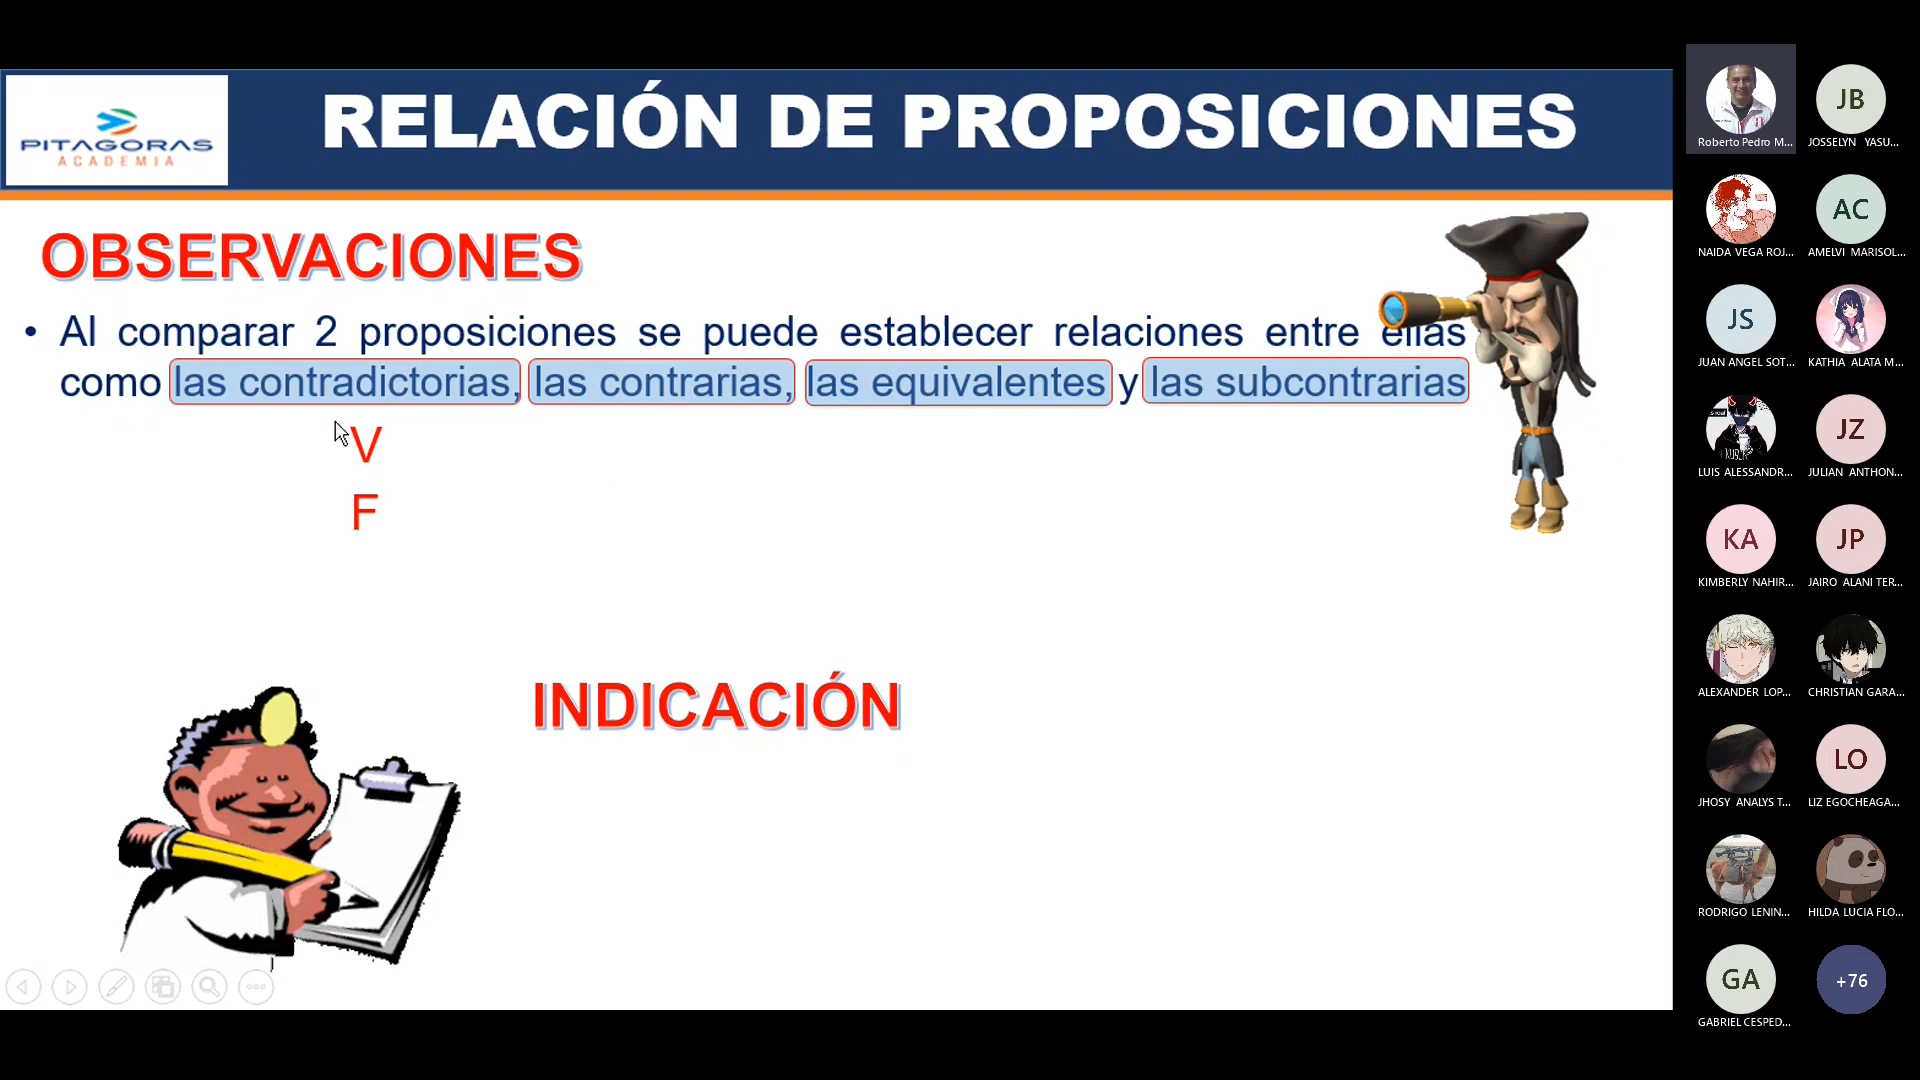 PITAGORAS
ACADEMIA
RELACIÓN DE PROPOSICIONES
OBSERVACIONES
• Al comparar 2 proposiciones se puede establecer relaciones entre ellas
como las contradictorias, las contrarias, las equivalentes y las subcontrarias
V
F
INDICACIÓN
Roberto Pedro M...
JB
JOSSELYN YASU...
NAIDA VEGA ROJ...
AC
AMELVI MARISOL...
JS
JUAN ANGEL SOT...
KATHIA ALATA M...
LUIS ALESSANDR...
JZ
JULIAN ANTHON...
KA
KIMBERLY NAHIR...
JP
JAIRO ALANI TER...
ALEXANDER LOP...
CHRISTIAN GARA...
JHOSY ANALYS T...
LO
LIZ EGOCHEAGA...
RODRIGO LENIN...
HILDA LUCIA FLO...
GA
GABRIEL CESPED...
+76